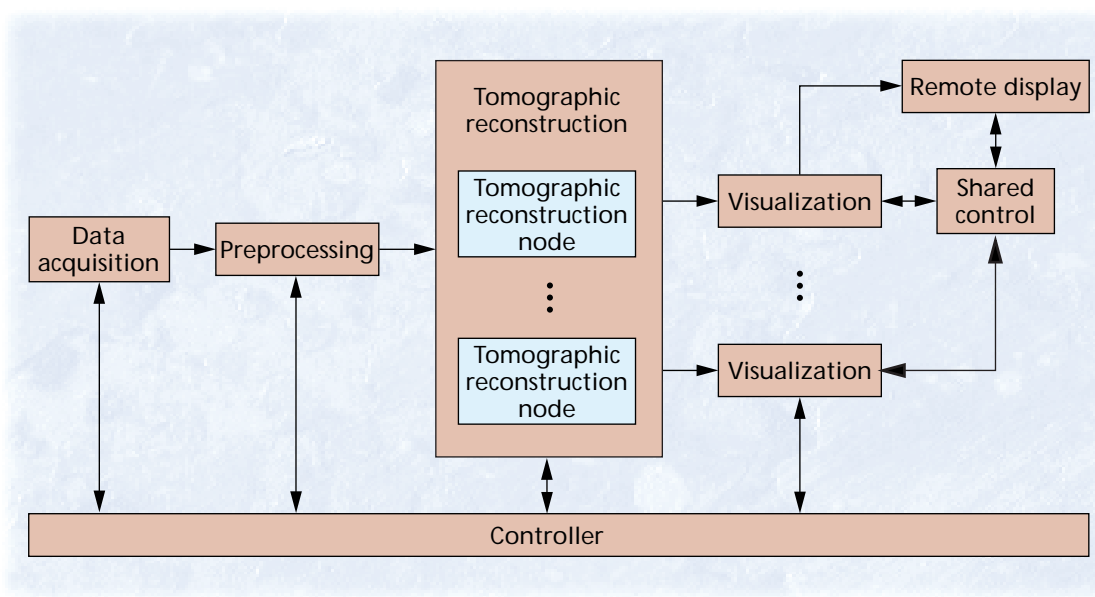 Data
acquisition
Preprocessing
Tomographic
reconstruction
Tomographic
reconstruction
node
Tomographic
reconstruction
node
Visualization
Visualization
Remote display
Shared
control
Controller